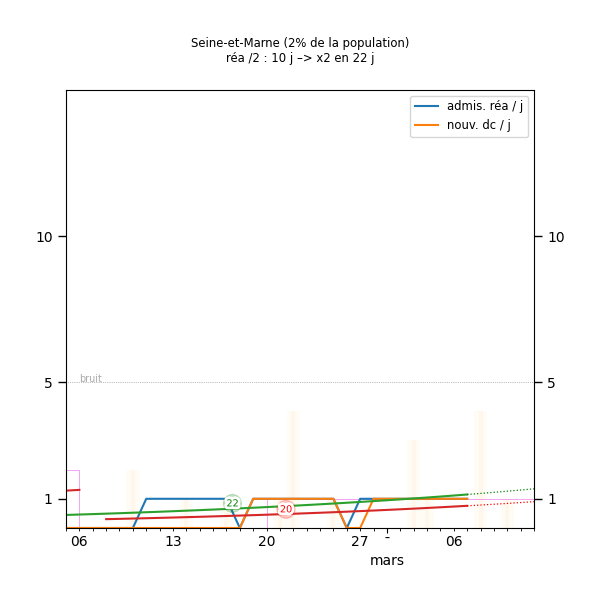 Seine-et-Marne (2% de la population)
réa /2 : 10 j –> x2 en 22 j
admis. réa / j
nouv. dc / j
10 10
bruit
5 5
22
20
1 1
06 13 20 27 - 06
mars